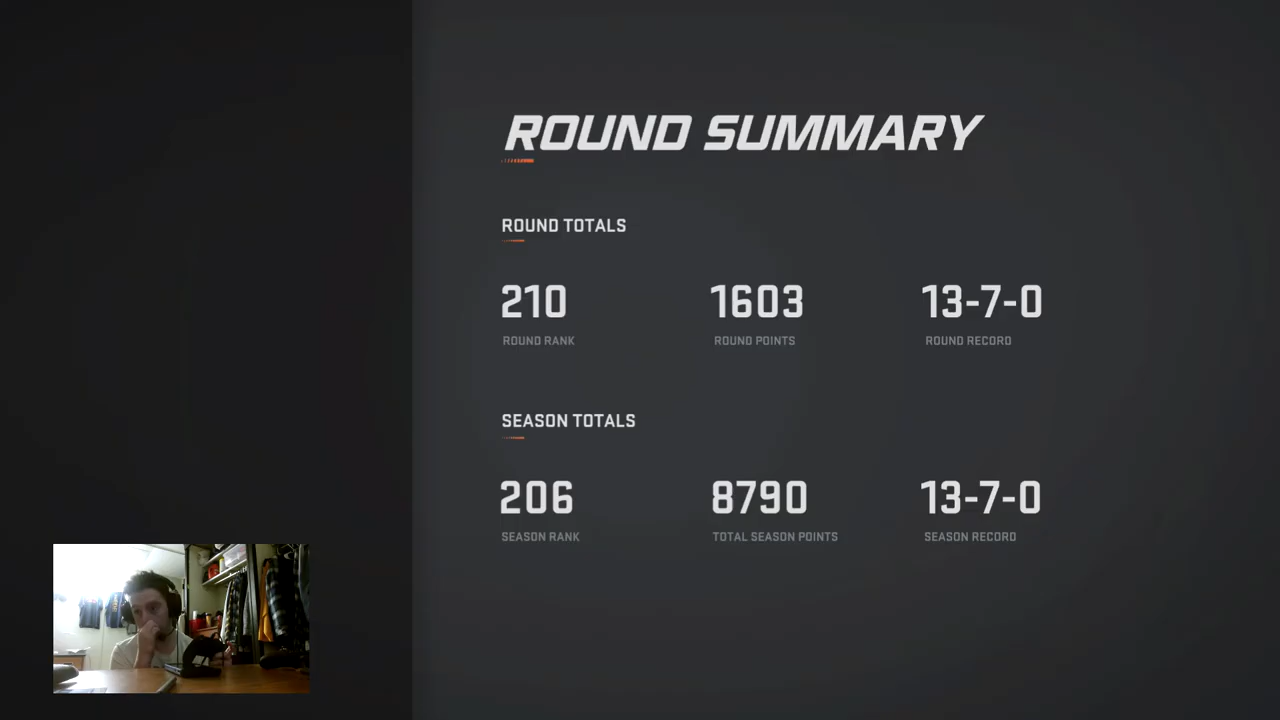 ROUND SUMMARY
ROUND TOTALS
210 1603 13-7-0
ROUND RANK ROUND POINTS ROUND RECORD
SEASON TOTALS
206 8790 13-7-0
SEASON RANK TOTAL SEASON POINTS SEASON RECORD